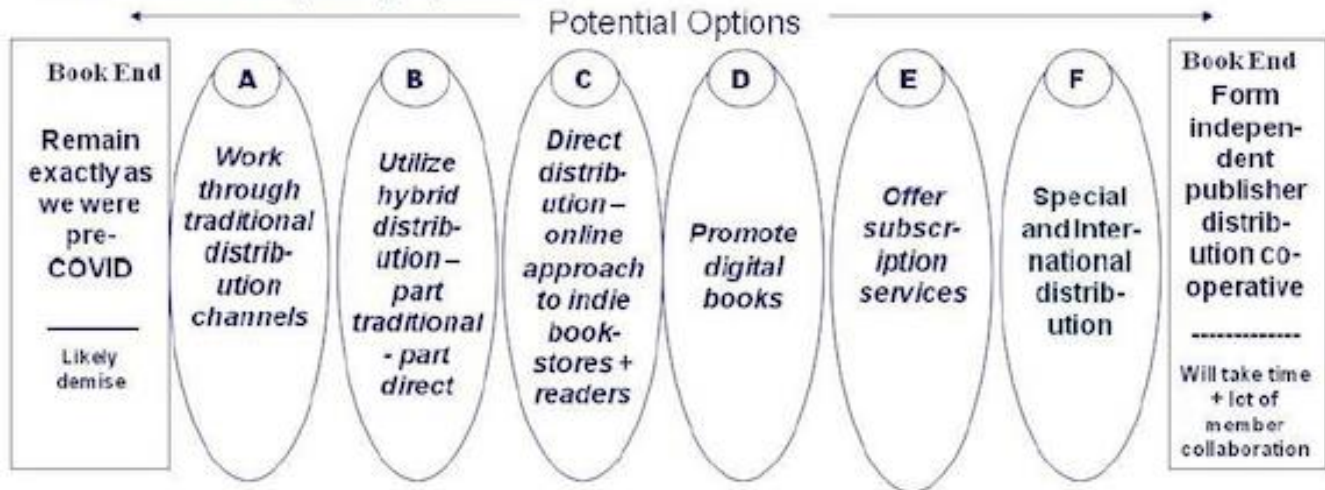 Potential Options
Book End
Remain
exactly as
we were
pre-
COVID
Likely
demise
A
Work
through
traditional
distrib-
ution
channels
B
Utilize
hybrid
distrib-
ution –
part
traditional
- part
direct
C
Direct
distrib-
ution –
online
approach
to indie
book-
stores +
readers
D
Promote
digital
books
E
Offer
subscr-
iption
services
F
Special
and Inter-
national
distrib-
ution
Book End
Form
indepen-
dent
publisher
distrib-
ution co-
operative
Will take time
+ lot of
member
collaboration